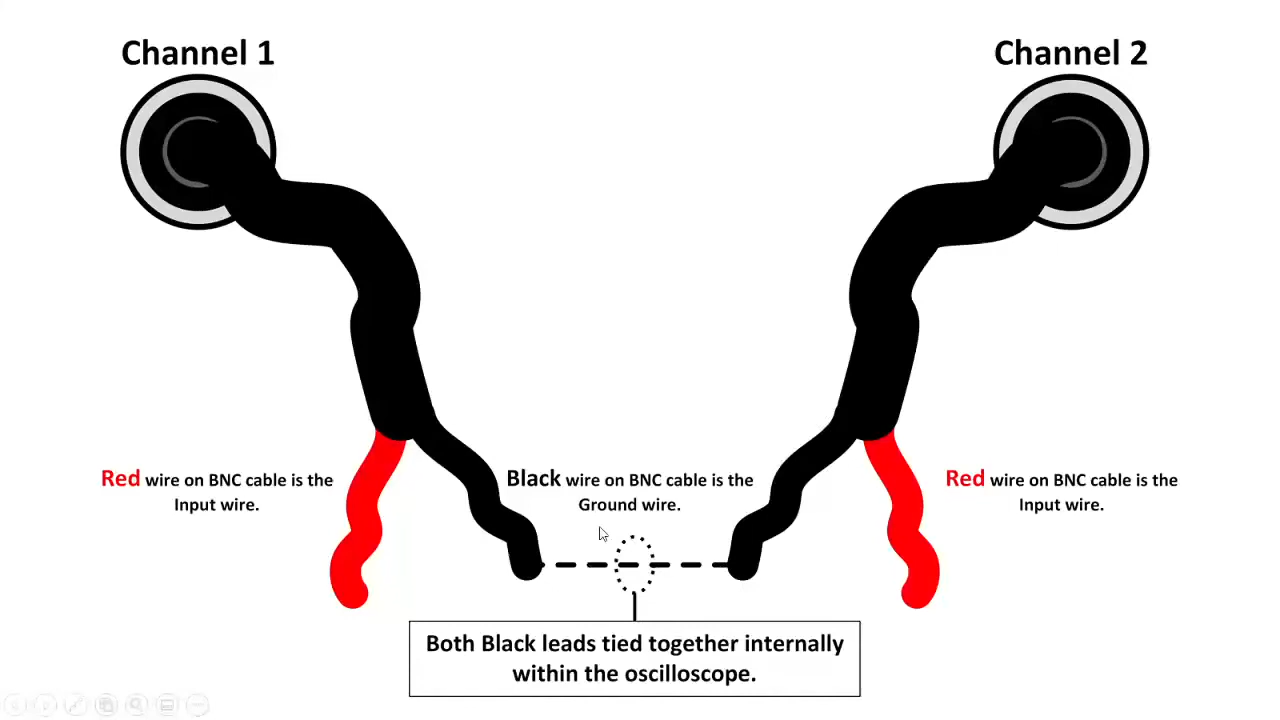 Channel 1
Channel 2
Red wire on BNC cable is the
Input wire.
Black wire on BNC cable is the
Ground wire.
Red wire on BNC cable is the
Input wire.
Both Black leads tied together internally
within the oscilloscope.